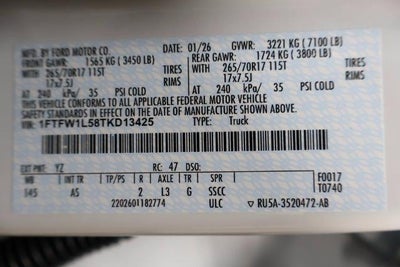 MFD. BY FORD MOTOR CO. DATE: 01/26 GVWR: 3221 KG ( 7100 LB)
FRONT GAWR: 1565 KG ( 3450 LB) REAR GAWR: 1724 KG ( 3800 LB)
WITH 265/70R17 115T TIRES WITH 265/70R17 115T TIRES
17x7.5J RIMS 17x7.5J RIMS
AT 240 kPa/ 35 PSI COLD AT 240 kPa/ 35 PSI COLD
THIS VEHICLE CONFORMS TO ALL APPLICABLE FEDERAL MOTOR VEHICLE
SAFETY STANDARDS IN EFFECT ON THE DATE OF MANUFACTURE SHOWN ABOVE.
VIN: 1FTFW1L58TKD13425 TYPE: Truck
EXT PNT: YZ RC: 47 DSO: F0017
WB INT TR TP/PS R AXLE TR SPR T0740
145 AS 2 L3 G SSCC
2202601182774 ULC RU5A-3520472-AB